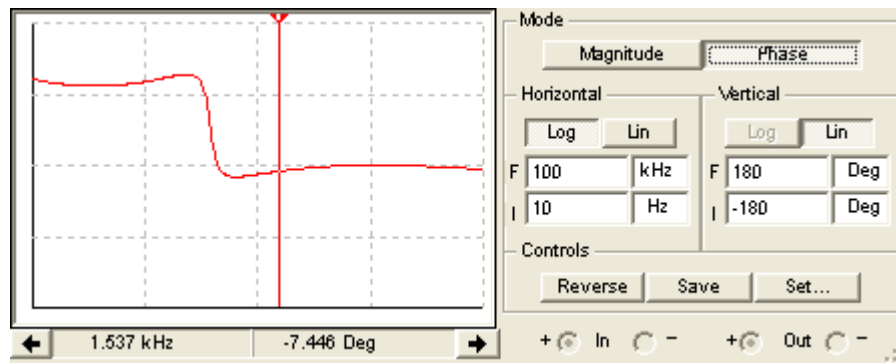 Mode
Magnitude Phase
Horizontal Vertical
Log Lin Log Lin
F 100 kHz F 180 Deg
I 10 Hz I -180 Deg
Controls
Reverse Save Set...
1.537 kHz -7.446 Deg + In - + Out -